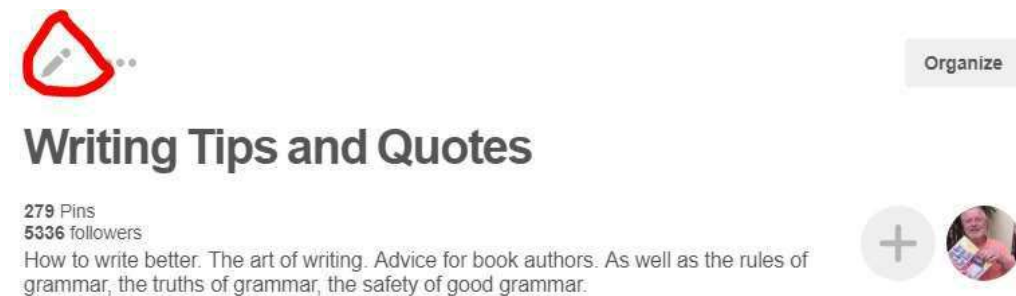 Organize
Writing Tips and Quotes
279 Pins
5336 followers
How to write better. The art of writing. Advice for book authors. As well as the rules of
grammar, the truths of grammar, the safety of good grammar.